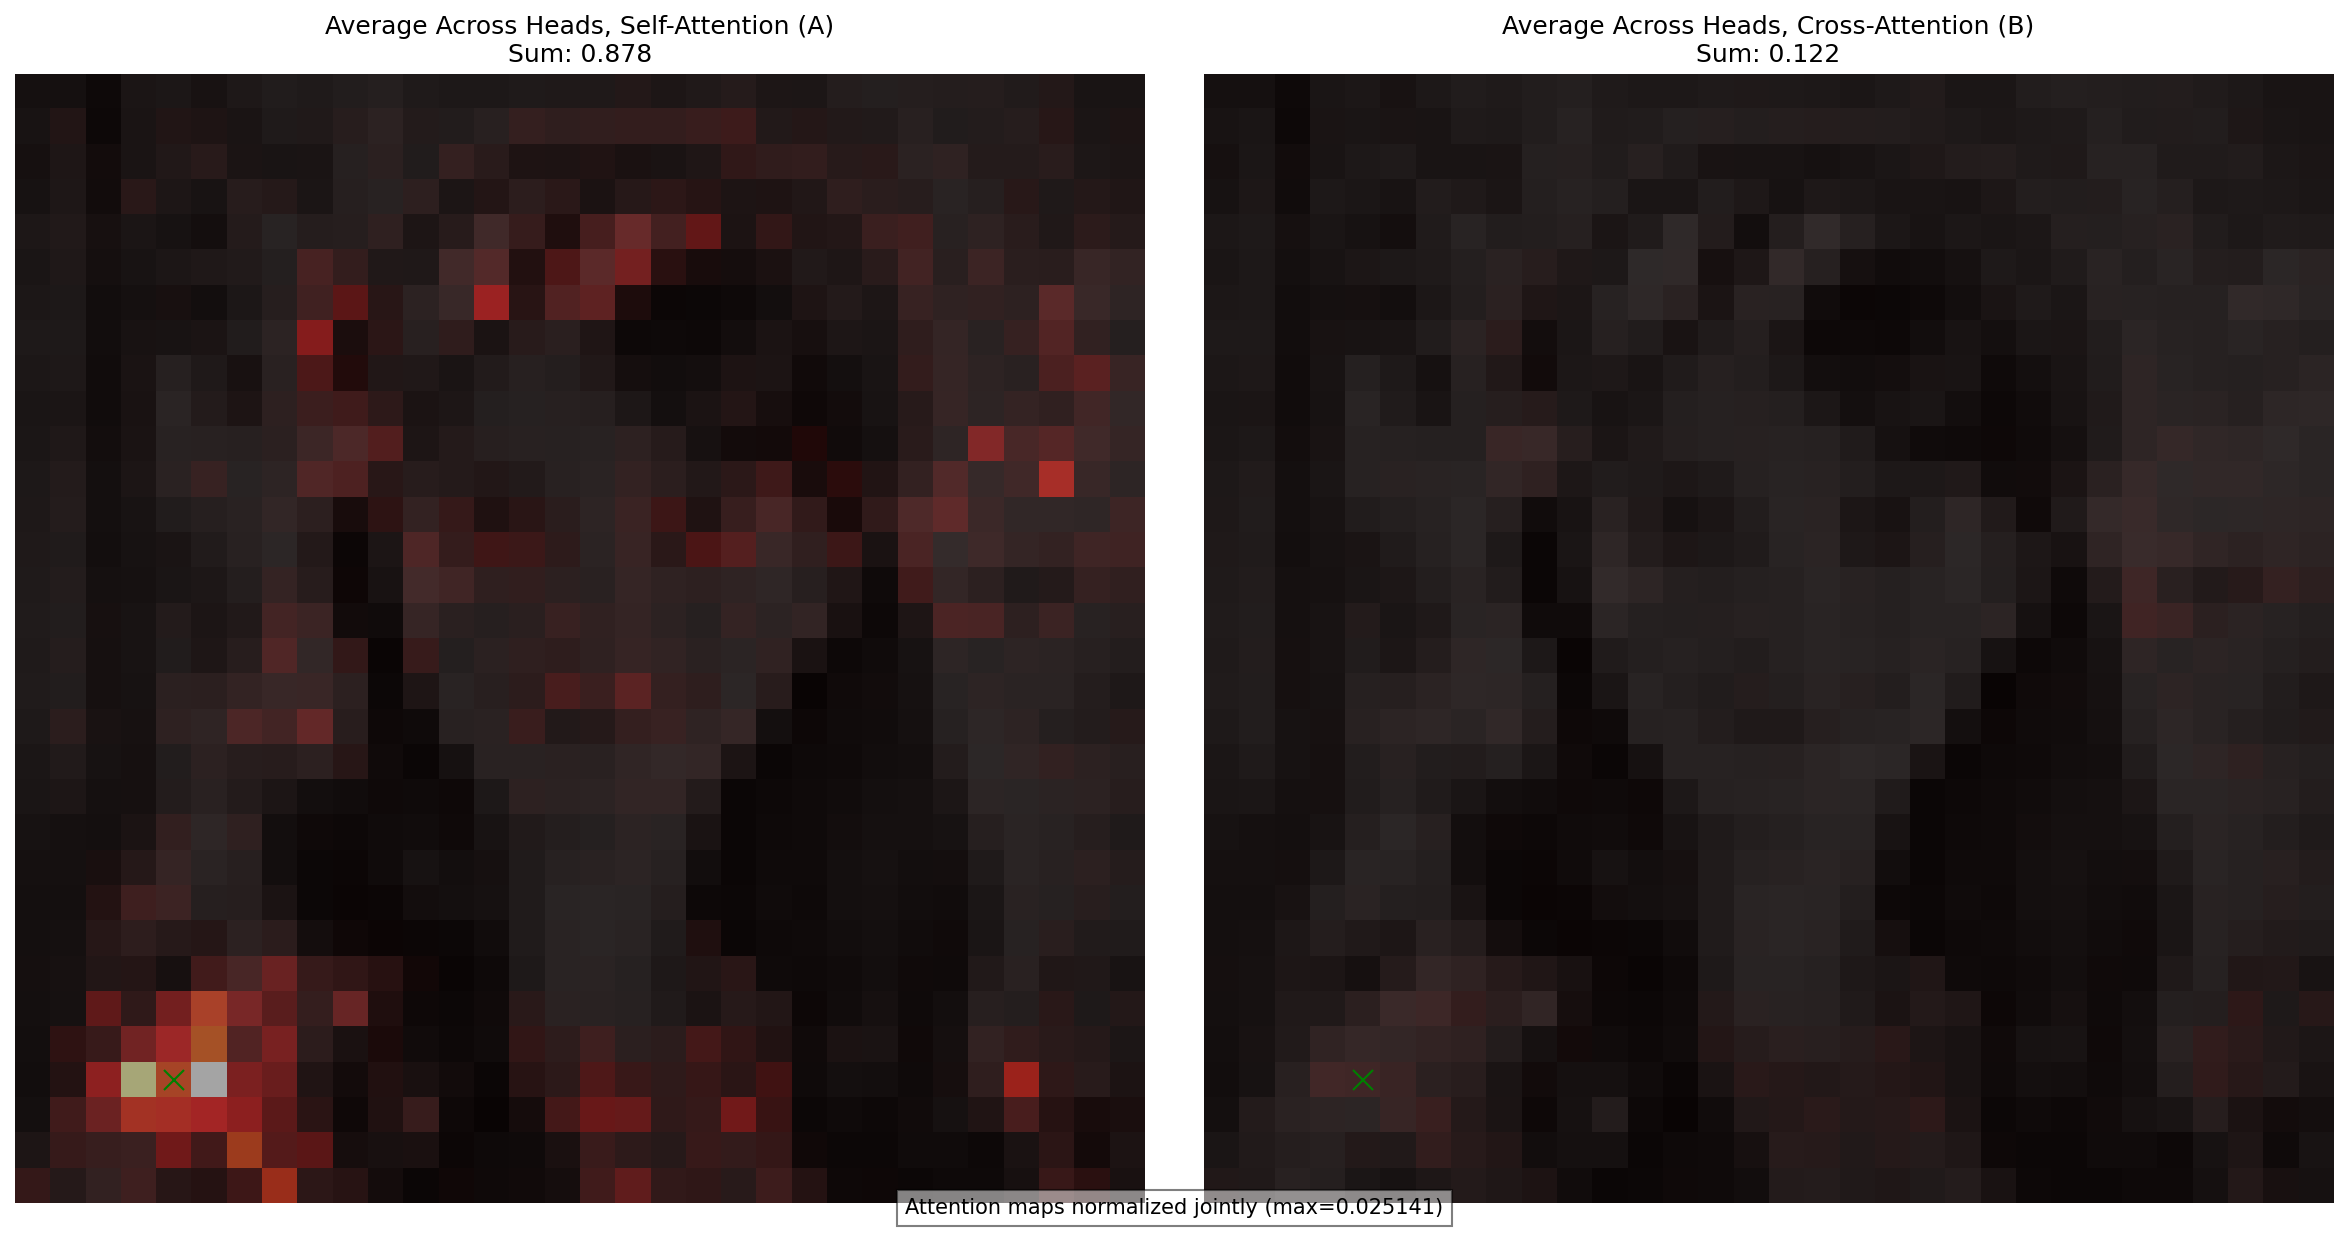 Average Across Heads, Self-Attention (A)
Sum: 0.878
Average Across Heads, Cross-Attention (B)
Sum: 0.122
Attention maps normalized jointly (max=0.025141)